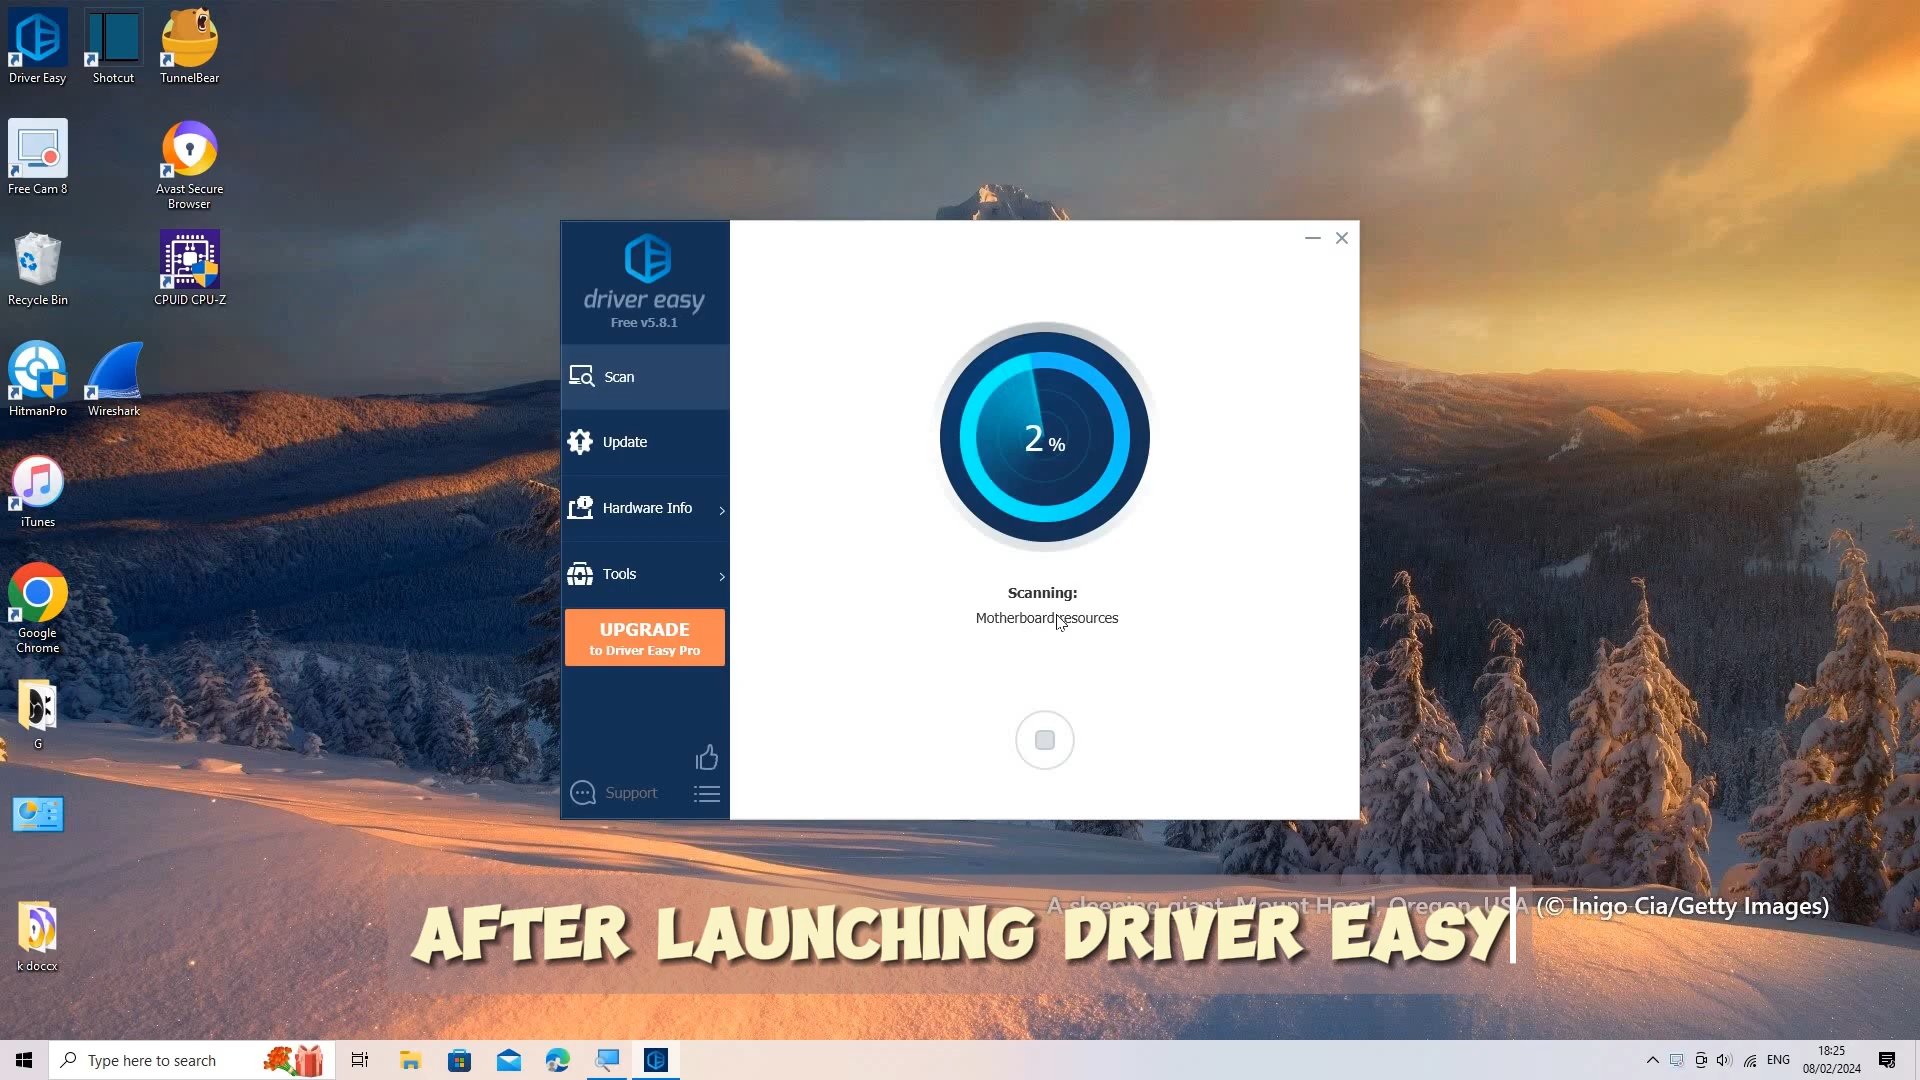 Driver Easy
Shotcut
TunnelBear
Free Cam 8
Avast Secure
Browser
Recycle Bin
CPUID CPU-Z
HitmanPro
Wireshark
iTunes
Google
Chrome
G
k doccx
driver easy
Free v5.8.1
Scan
Update
Hardware Info
Tools
UPGRADE
to Driver Easy Pro
Support
2 %
Scanning:
Motherboard resources
A sleeping giant, Mount Hood, Oregon, USA (© Inigo Cia/Getty Images)
AFTER LAUNCHING DRIVER EASY
Type here to search
ENG
18:25
08/02/2024